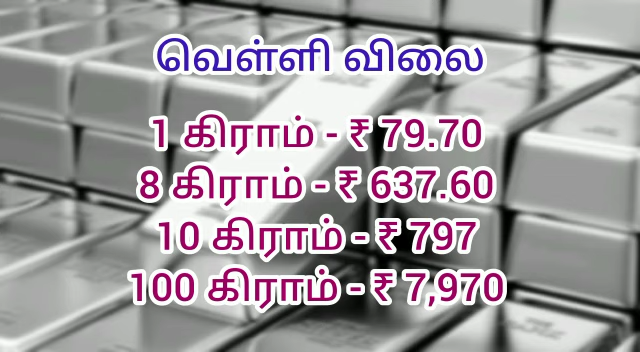 வெள்ளி விலை
1 கிராம் - ₹ 79.70
8 கிராம் - ₹ 637.60
10 கிராம் - ₹ 797
100 கிராம் - ₹ 7,970